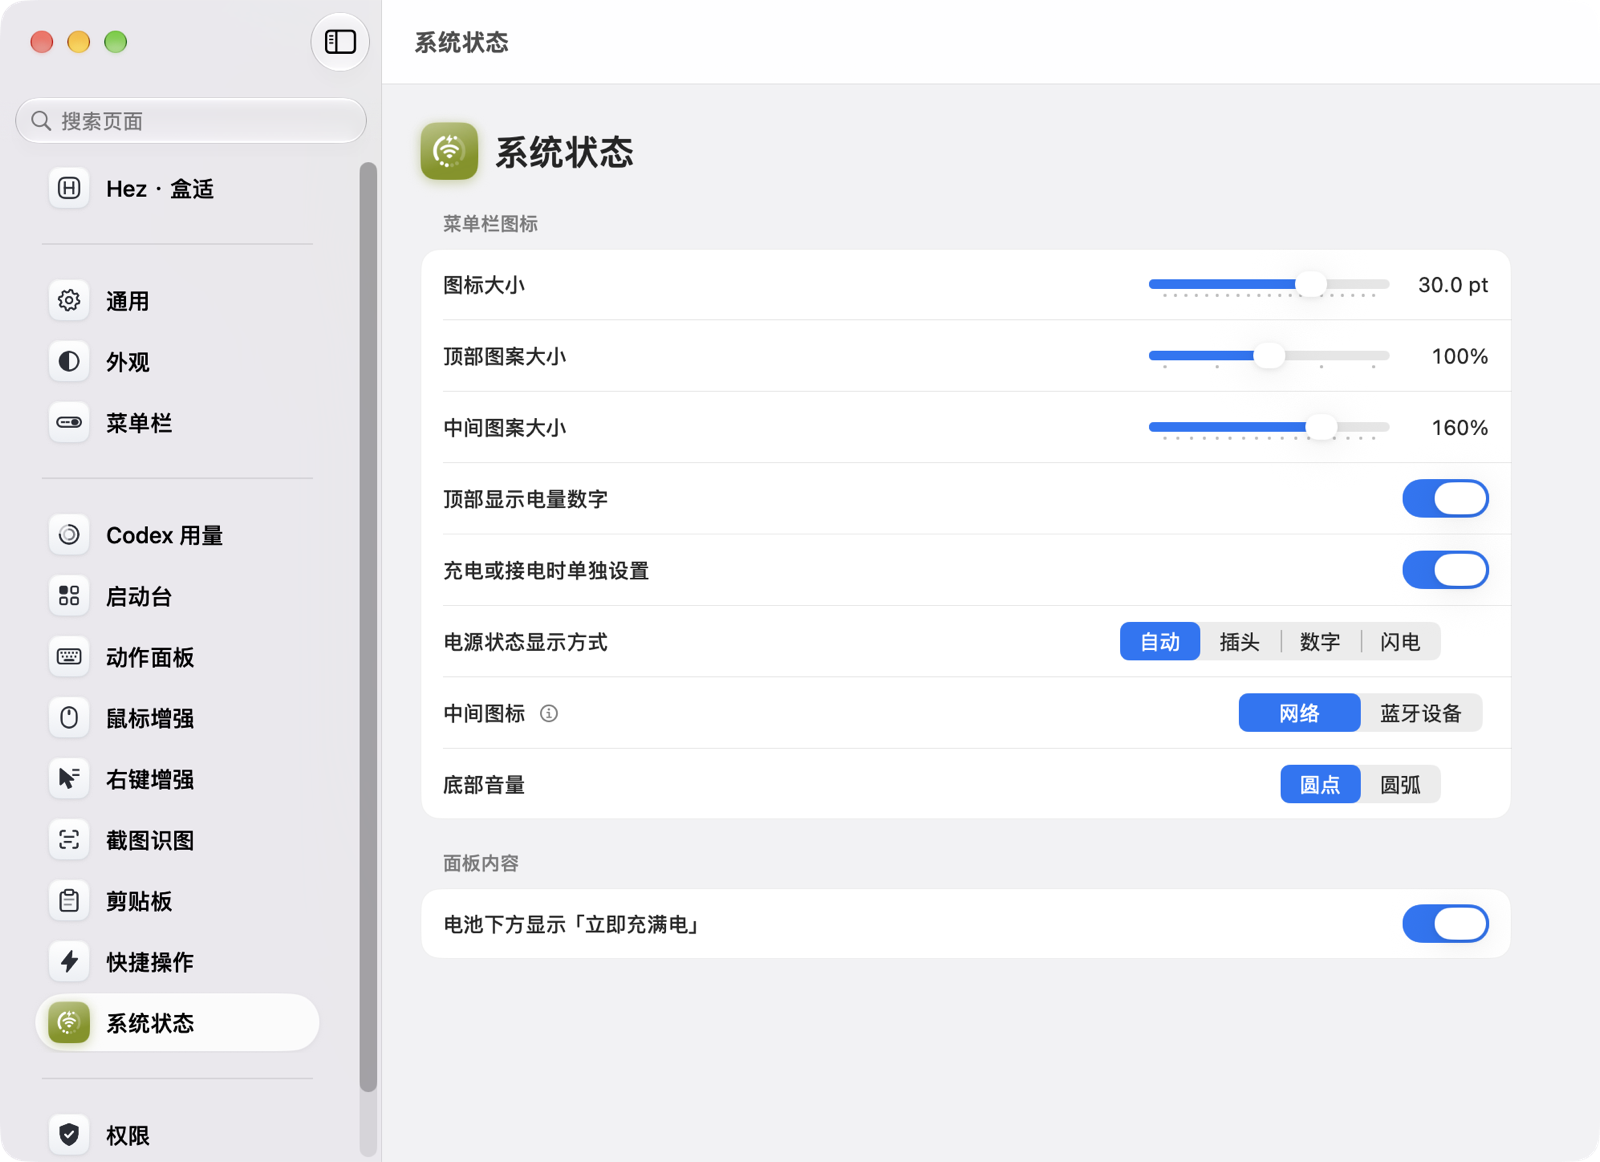 系统状态
搜索页面
Hez · 盒适
通用
外观
菜单栏
Codex 用量
启动台
动作面板
鼠标增强
右键增强
截图识图
剪贴板
快捷操作
系统状态
权限
系统状态
菜单栏图标
图标大小 30.0 pt
顶部图案大小 100%
中间图案大小 160%
顶部显示电量数字
充电或接电时单独设置
电源状态显示方式 自动 插头 数字 闪电
中间图标 网络 蓝牙设备
底部音量 圆点 圆弧
面板内容
电池下方显示「立即充满电」